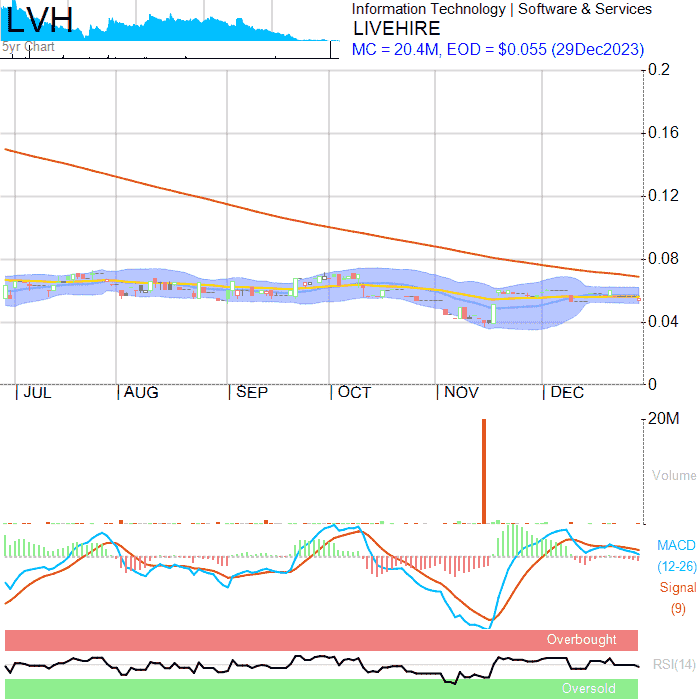 LVH
5yr Chart
Information Technology | Software & Services
LIVEHIRE
MC = 20.4M, EOD = $0.055 (29Dec2023)
0.2
0.16
0.12
0.08
0.04
0
JUL
AUG
SEP
OCT
NOV
DEC
20M
Volume
MACD
(12-26)
Signal
(9)
Overbought
RSI(14)
Oversold